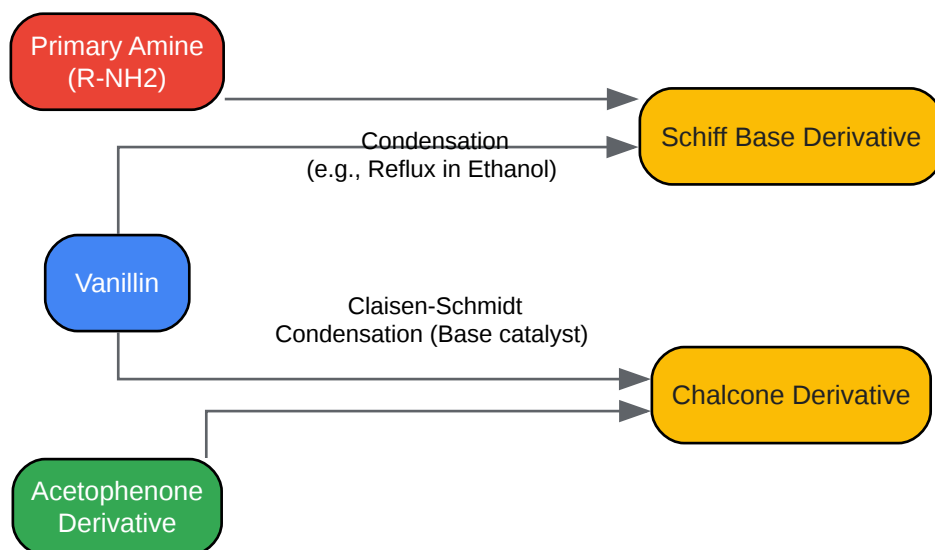 Primary Amine
(R-NH2)
Condensation
(e.g., Reflux in Ethanol)
Schiff Base Derivative
Vanillin
Claisen-Schmidt
Condensation (Base catalyst)
Chalcone Derivative
Acetophenone
Derivative